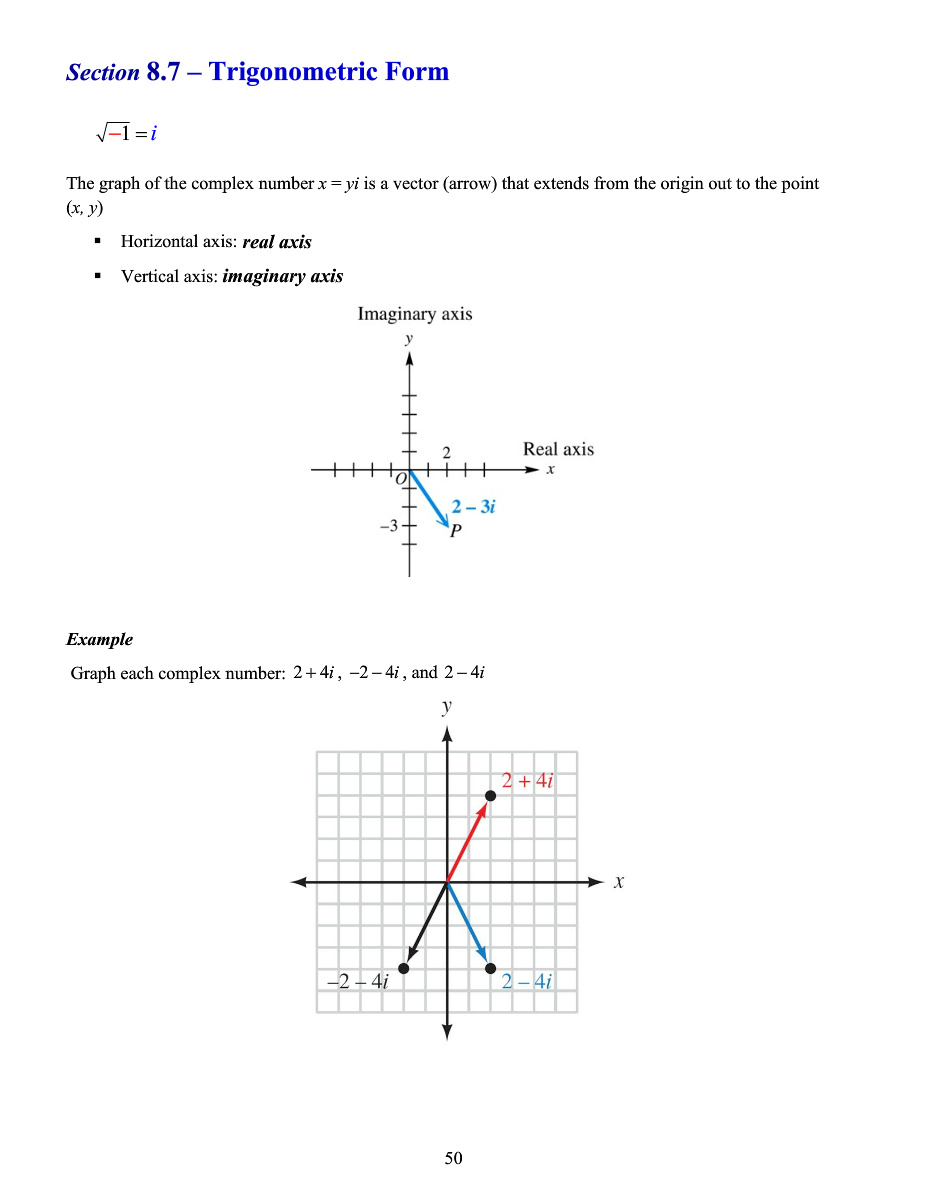 Section 8.7 – Trigonometric Form
√−1 = i
The graph of the complex number x = yi is a vector (arrow) that extends from the origin out to the point
(x, y)
▪ Horizontal axis: real axis
▪ Vertical axis: imaginary axis
Imaginary axis
y
2
Real axis
x
O
2 – 3i
–3
P
Example
Graph each complex number: 2 + 4i , −2 − 4i , and 2 − 4i
y
2 + 4i
x
–2 – 4i
2 – 4i
50